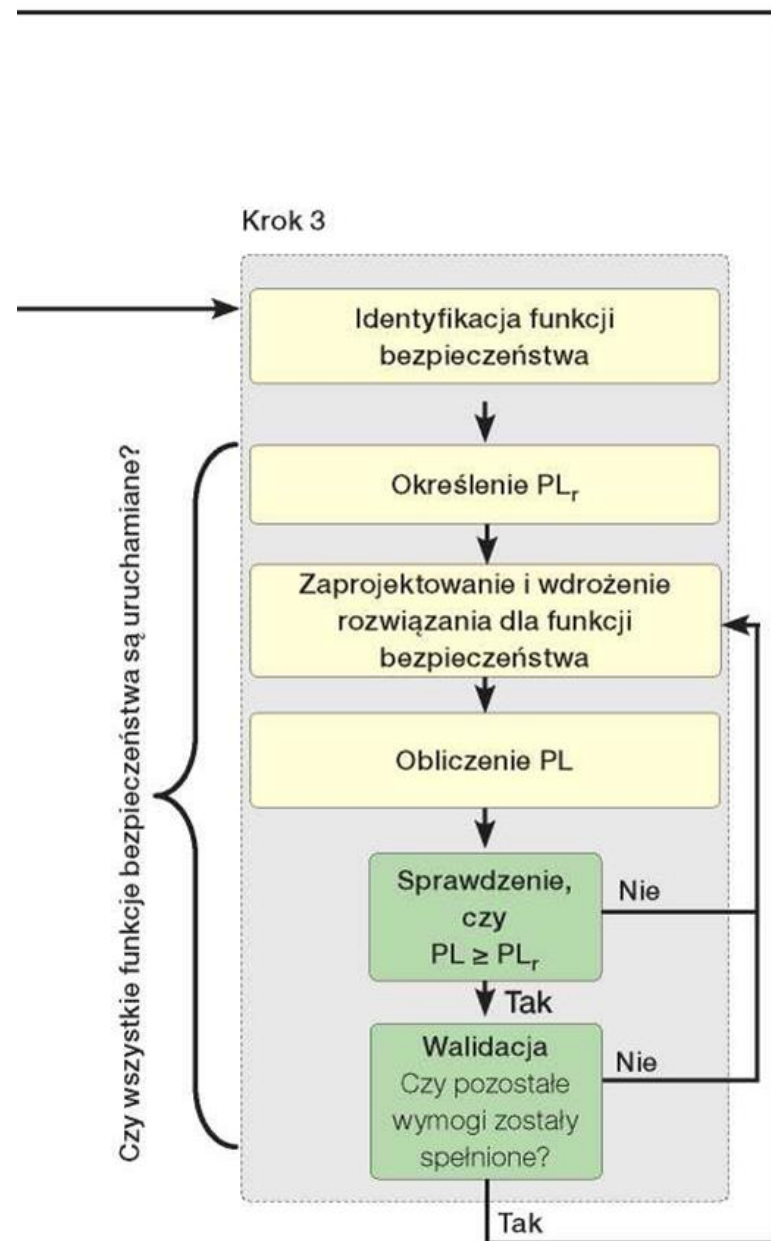 Krok 3
Identyfikacja funkcji
bezpieczeństwa
Czy wszystkie funkcje bezpieczeństwa są uruchamiane?
Określenie PLr
Zaprojektowanie i wdrożenie
rozwiązania dla funkcji
bezpieczeństwa
Obliczenie PL
Sprawdzenie,
czy
PL ≥ PLr
Nie
Tak
Walidacja
Czy pozostałe
wymogi zostały
spełnione?
Nie
Tak